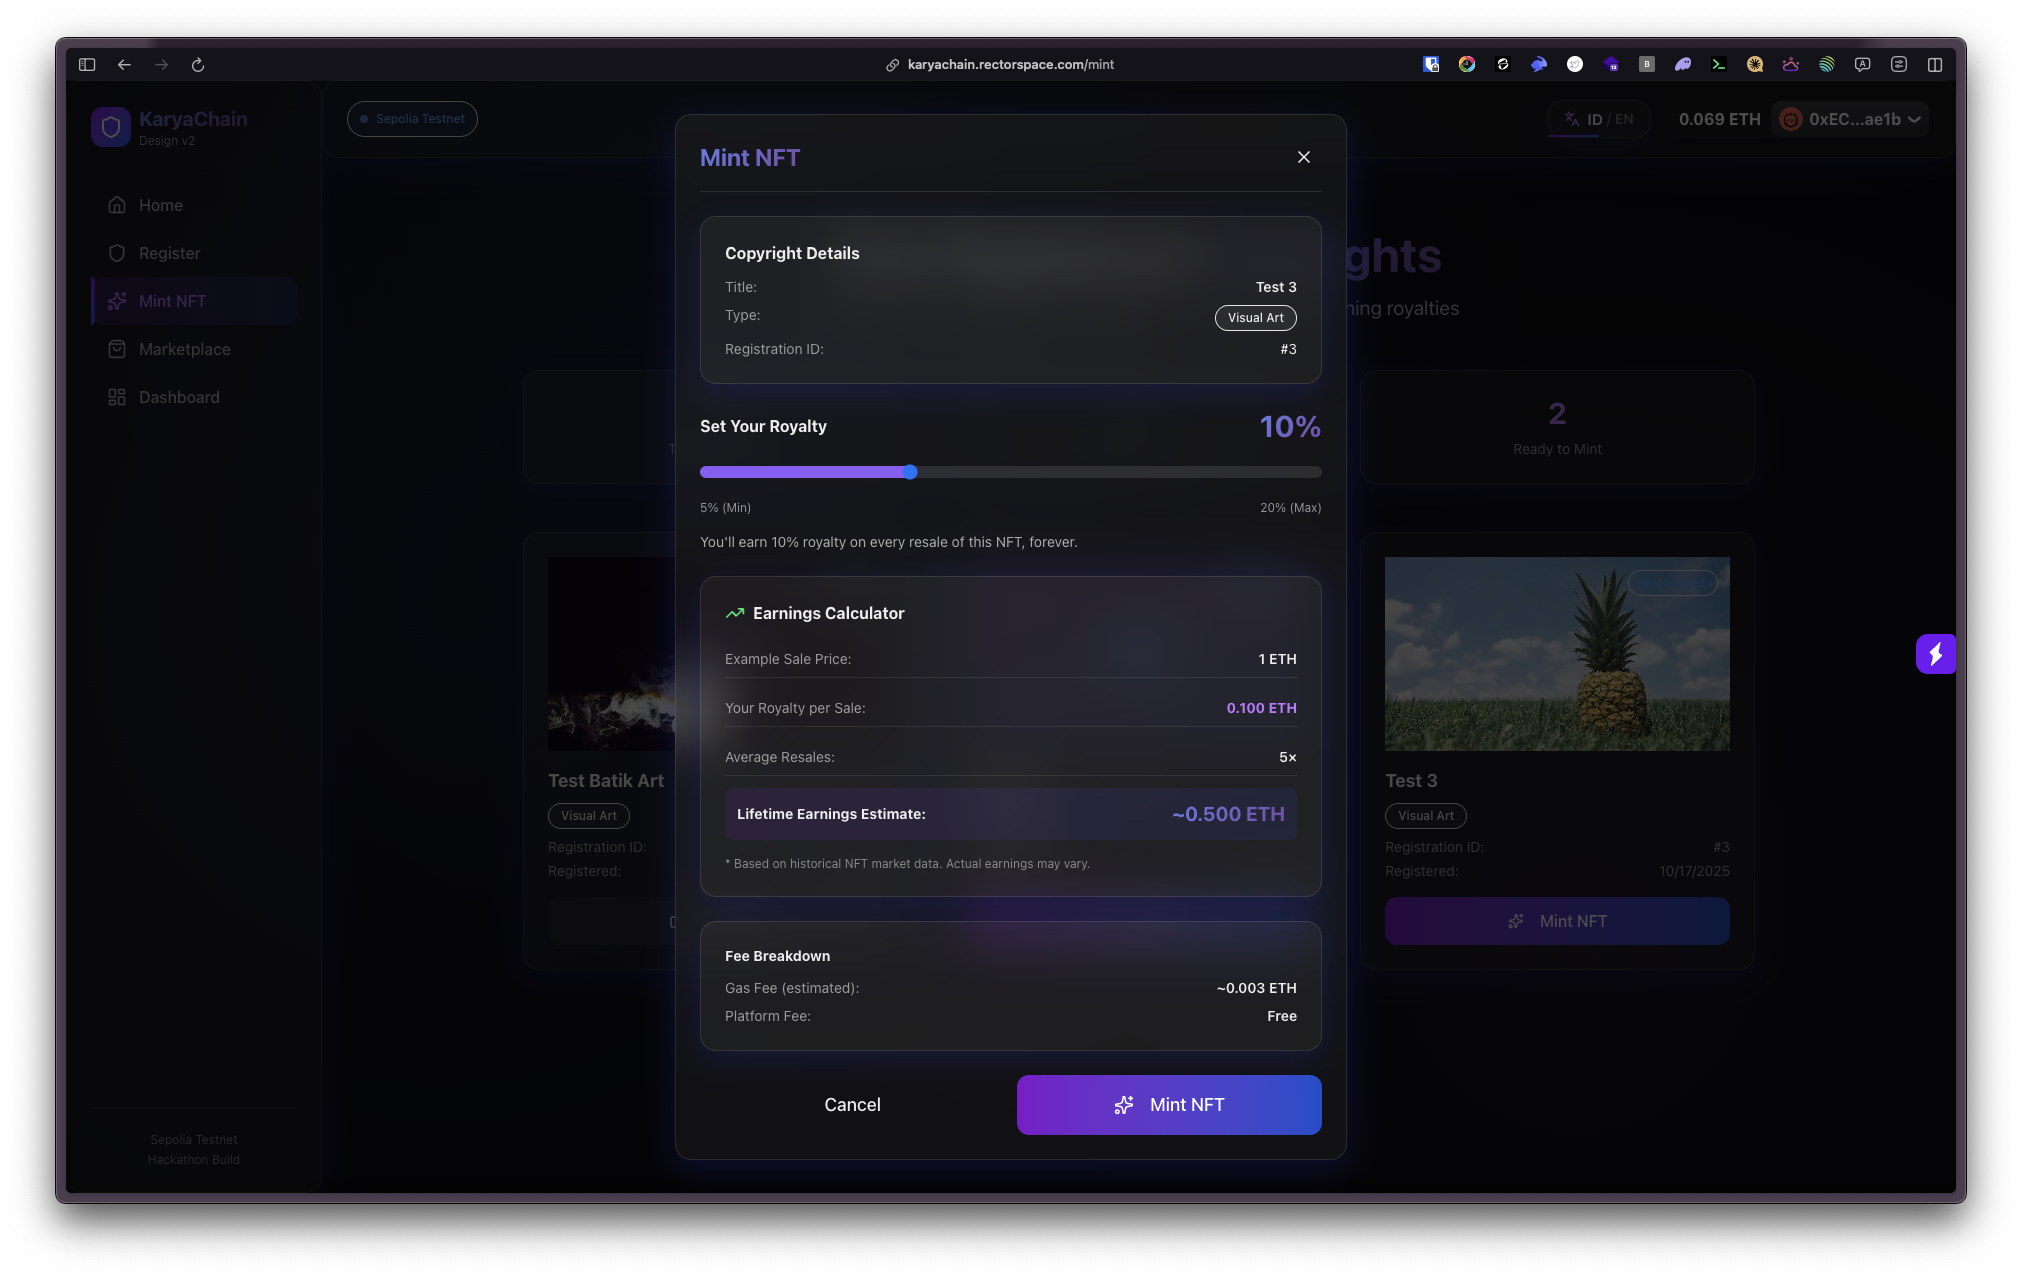 karyachain.rectorspace.com/mint
KaryaChain
Design v2
Sepolia Testnet
ID / EN
0.069 ETH
0xEC...ae1b
Home
Register
Mint NFT
Marketplace
Dashboard
Sepolia Testnet
Hackathon Build
ghts
ning royalties
2
Ready to Mint
Test Batik Art
Visual Art
Registration ID:
Registered:
Test 3
Visual Art
Registration ID: #3
Registered: 10/17/2025
Mint NFT
Mint NFT
Copyright Details
Title: Test 3
Type: Visual Art
Registration ID: #3
Set Your Royalty 10%
5% (Min) 20% (Max)
You'll earn 10% royalty on every resale of this NFT, forever.
Earnings Calculator
Example Sale Price: 1 ETH
Your Royalty per Sale: 0.100 ETH
Average Resales: 5×
Lifetime Earnings Estimate: ~0.500 ETH
* Based on historical NFT market data. Actual earnings may vary.
Fee Breakdown
Gas Fee (estimated): ~0.003 ETH
Platform Fee: Free
Cancel
Mint NFT